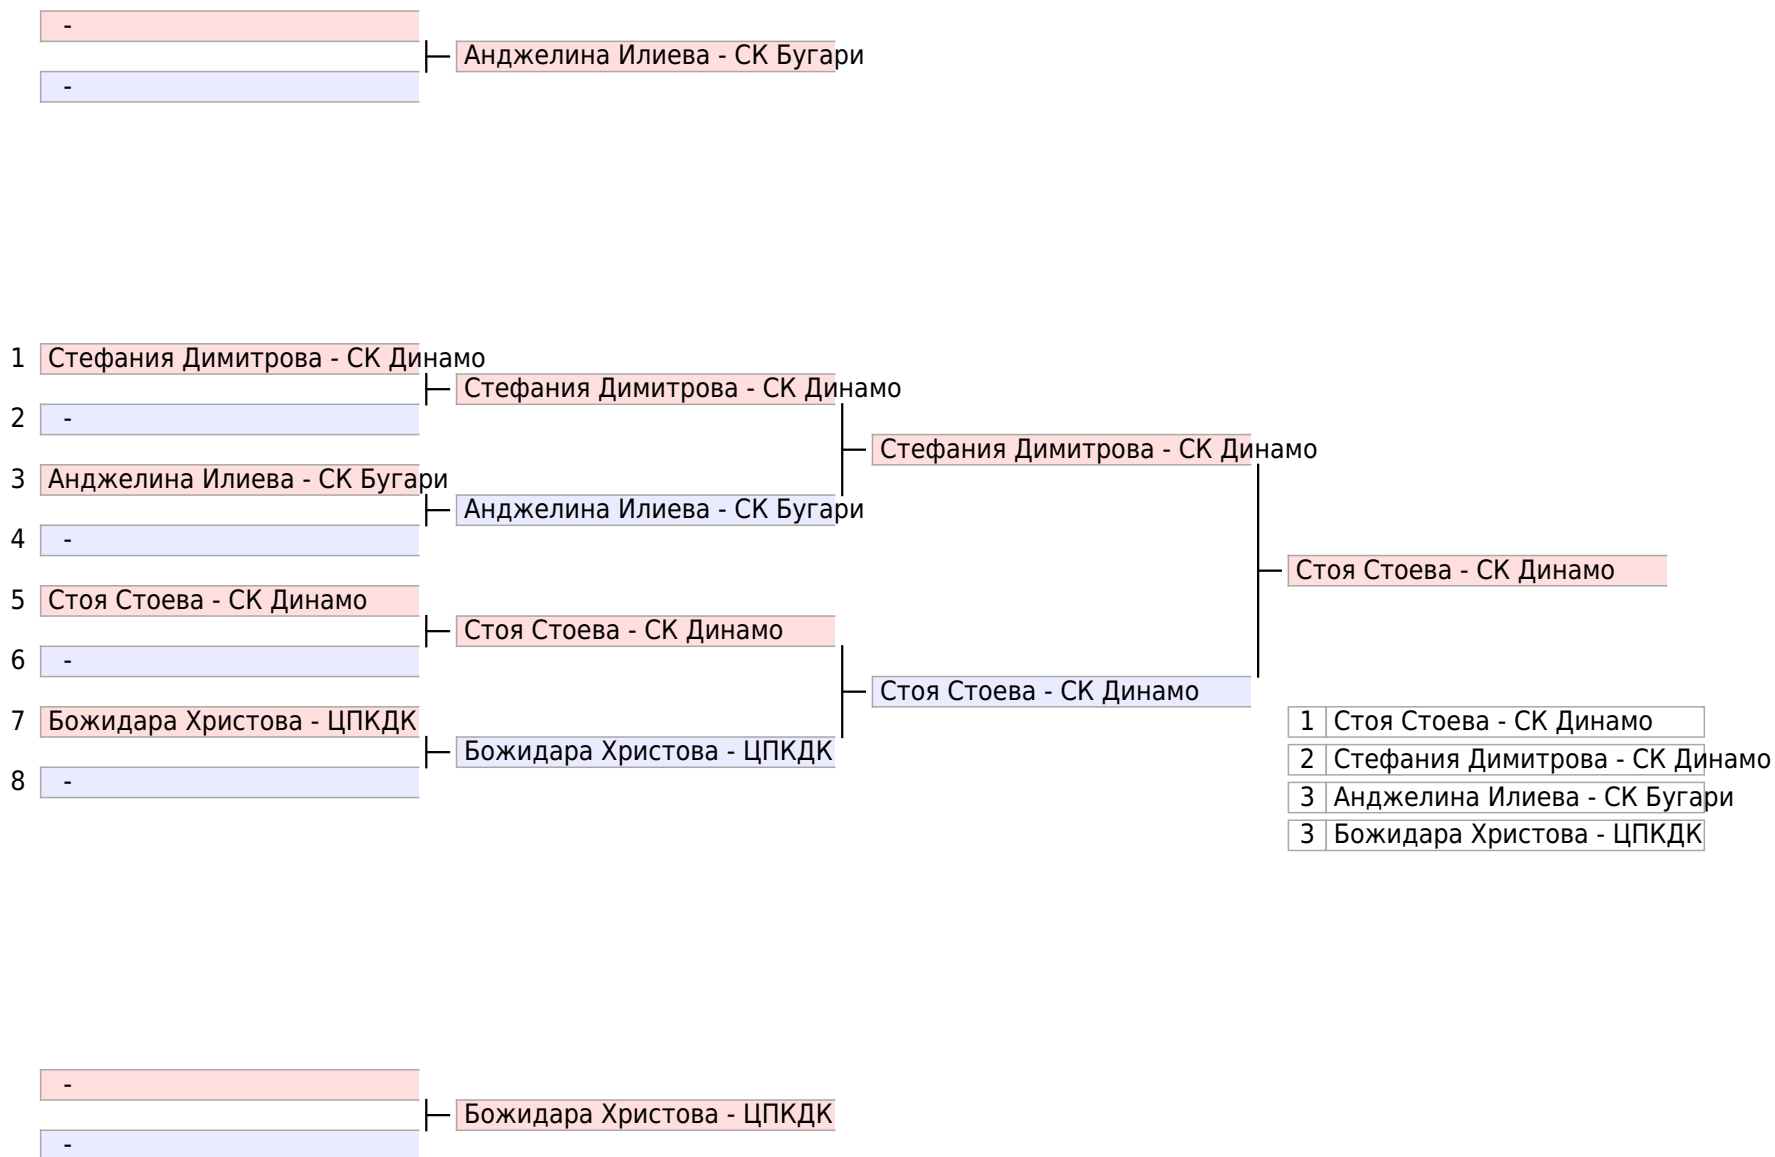 -
Анджелина Илиева - СК Бугари
-
1 Стефания Димитрова - СК Динамо
Стефания Димитрова - СК Динамо
2 -
Стефания Димитрова - СК Динамо
3 Анджелина Илиева - СК Бугари
Анджелина Илиева - СК Бугари
4 -
Стоя Стоева - СК Динамо
5 Стоя Стоева - СК Динамо
Стоя Стоева - СК Динамо
6 -
Стоя Стоева - СК Динамо
7 Божидара Христова - ЦПКДК
Божидара Христова - ЦПКДК
8 -
1 Стоя Стоева - СК Динамо
2 Стефания Димитрова - СК Динамо
3 Анджелина Илиева - СК Бугари
3 Божидара Христова - ЦПКДК
-
Божидара Христова - ЦПКДК
-